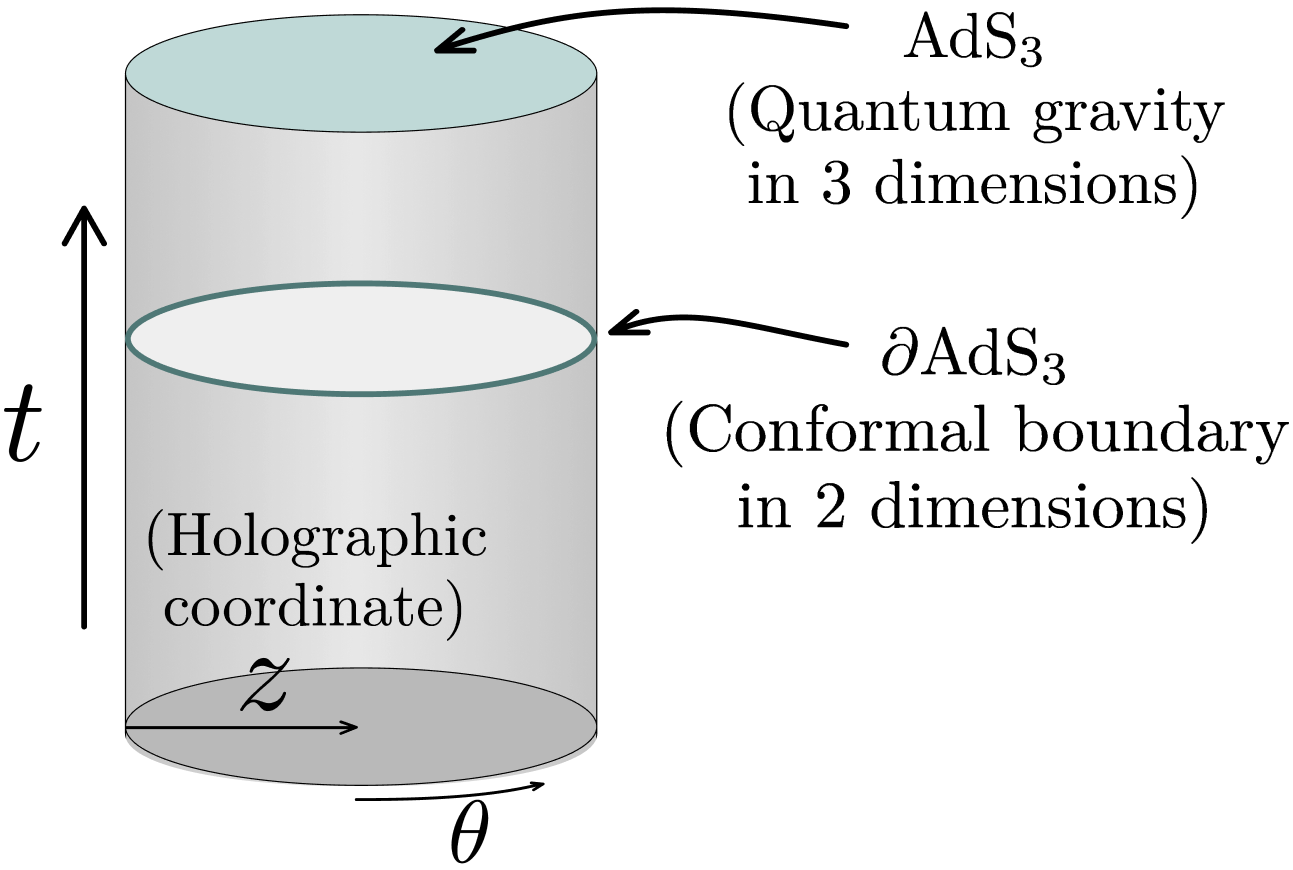 AdS₃
(Quantum gravity
in 3 dimensions)
∂AdS₃
(Conformal boundary
in 2 dimensions)
t
(Holographic
coordinate)
z
θ